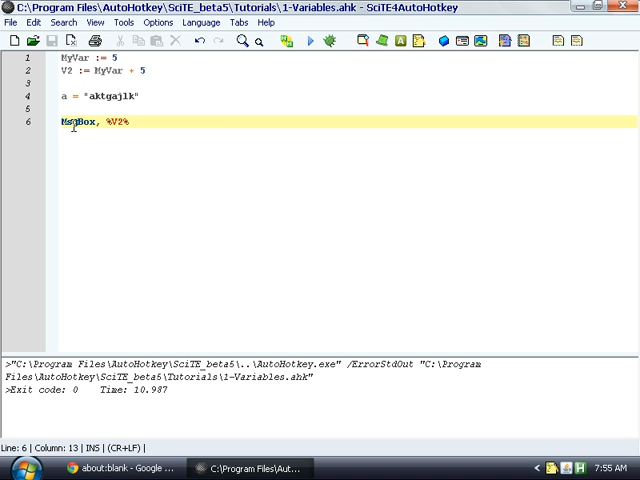 C:\Program Files\AutoHotkey\SciTE_beta5\Tutorials\1-Variables.ahk - SciTE4AutoHotkey
File Edit Search View Tools Options Language Tabs Help
1 MyVar := 5
2 V2 := MyVar + 5
3
4 a = "aktgajlk"
5
6 MsgBox, %V2%
>"C:\Program Files\AutoHotkey\SciTE_beta5\..\AutoHotkey.exe" /ErrorStdOut "C:\Program
Files\AutoHotkey\SciTE_beta5\Tutorials\1-Variables.ahk"
>Exit code: 0 Time: 10.987
Line: 6 | Column: 13 | INS | (CR+LF) |
about:blank - Google ... C:\Program Files\Aut... 7:55 AM